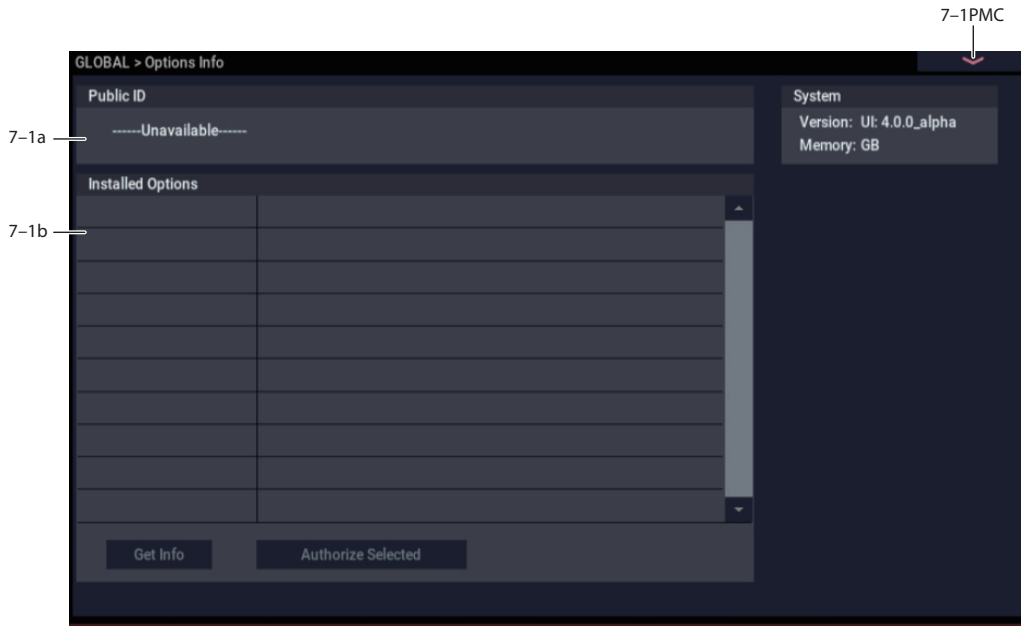 7–1PMC
GLOBAL > Options Info
Public ID
System
7–1a
------Unavailable------
Version: UI: 4.0.0_alpha
Memory: GB
Installed Options
7–1b
Get Info
Authorize Selected